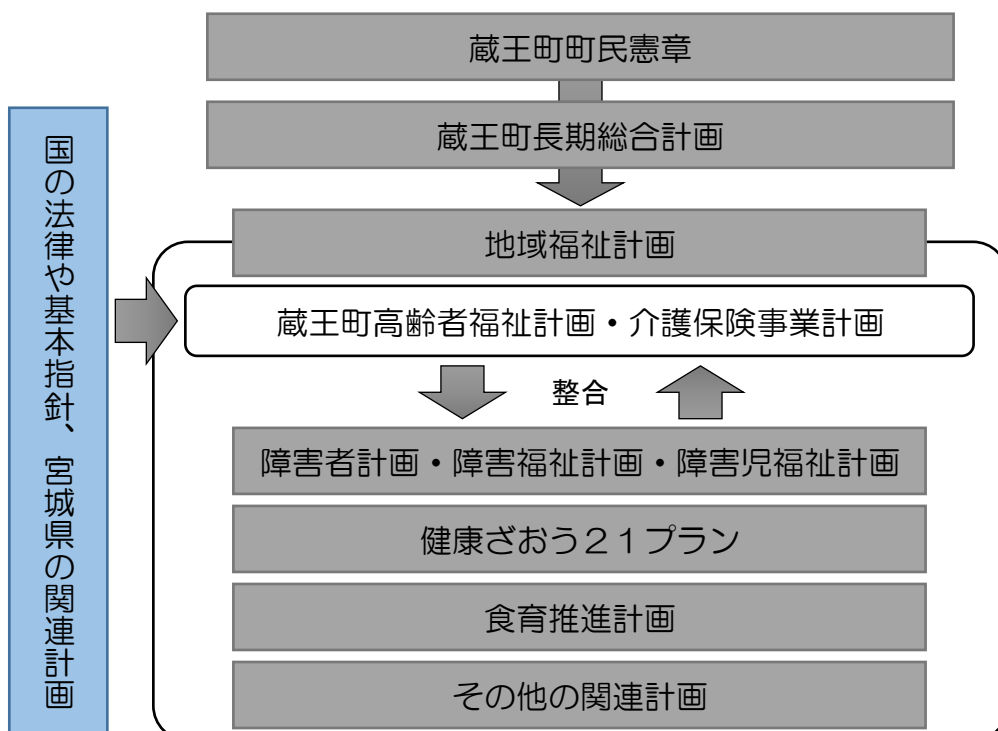 蔵王町町民憲章
蔵王町長期総合計画
国の法律や基本指針、宮城県の関連計画
地域福祉計画
蔵王町高齢者福祉計画・介護保険事業計画
整合
障害者計画・障害福祉計画・障害児福祉計画
健康ざおう２１プラン
食育推進計画
その他の関連計画